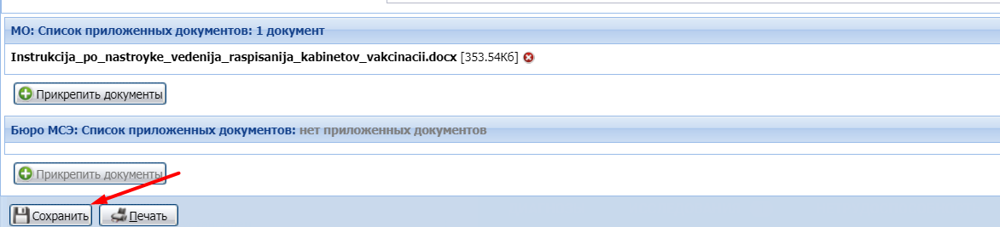 МО: Список приложенных документов: 1 документ
Instrukcija_po_nastroyke_vedenija_raspisanija_kabinetov_vakcinacii.docx [353.54Кб]
Прикрепить документы
Бюро МСЭ: Список приложенных документов: нет приложенных документов
Прикрепить документы
Сохранить Печать